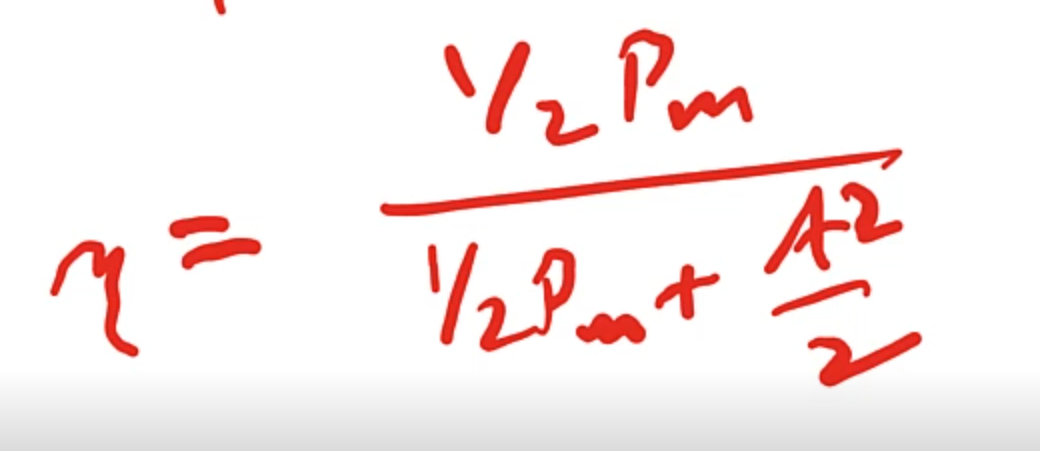 η = (1/2 Pm) / (1/2 Pm + A²/2)